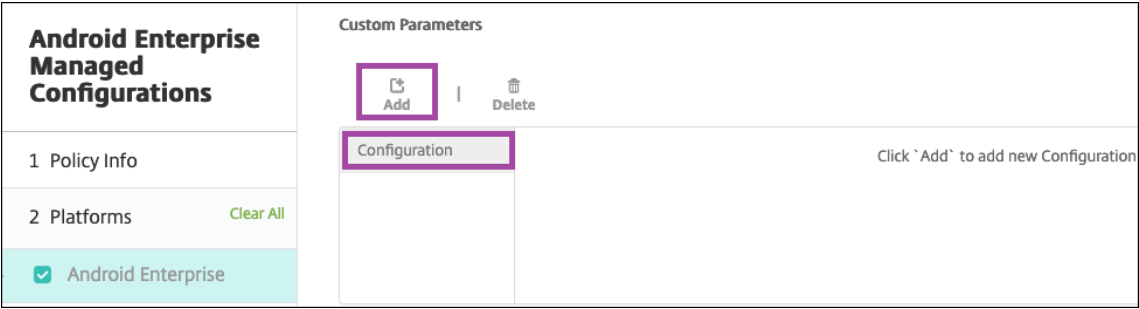 Android Enterprise
Managed
Configurations
1 Policy Info
2 Platforms Clear All
Android Enterprise
Custom Parameters
Add | Delete
Configuration
Click `Add` to add new Configuration